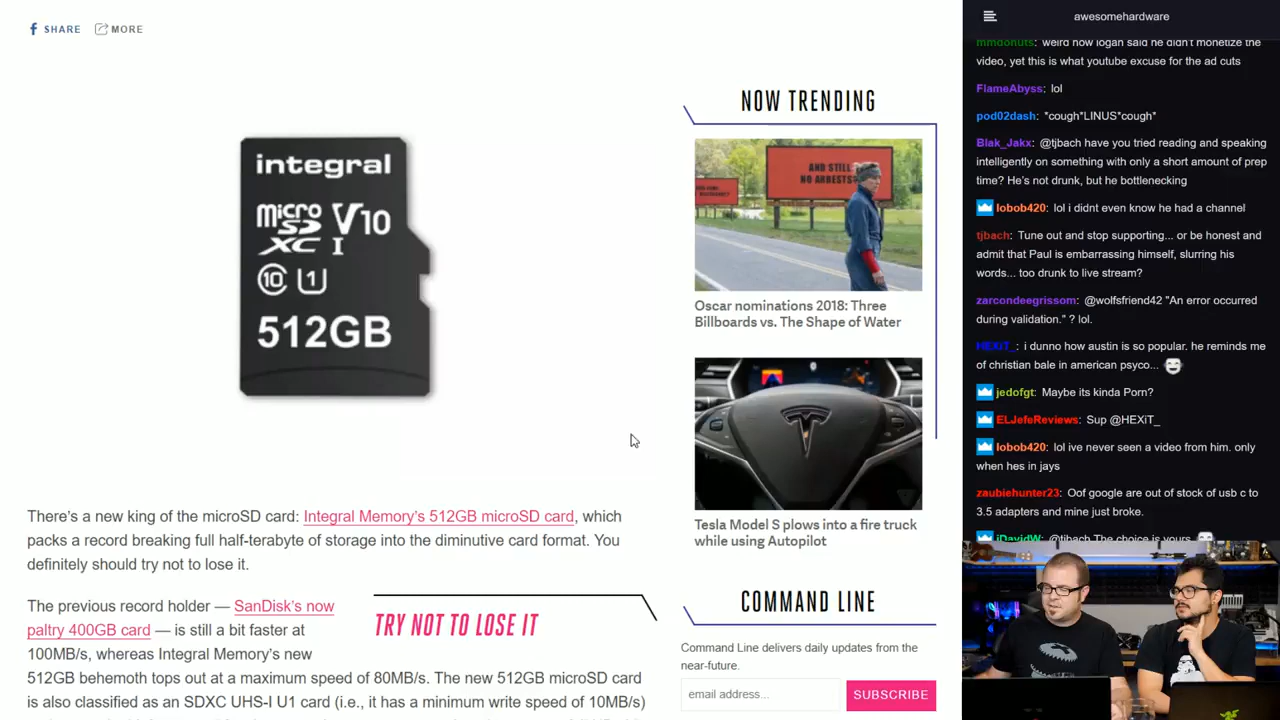 SHARE
MORE
integral
micro
SD
XC I
V10
10
U1
512GB
There's a new king of the microSD card: Integral Memory's 512GB microSD card, which
packs a record breaking full half-terabyte of storage into the diminutive card format. You
definitely should try not to lose it.
The previous record holder — SanDisk's now
paltry 400GB card — is still a bit faster at
100MB/s, whereas Integral Memory's new
512GB behemoth tops out at a maximum speed of 80MB/s. The new 512GB microSD card
is also classified as an SDXC UHS-I U1 card (i.e., it has a minimum write speed of 10MB/s)
TRY NOT TO LOSE IT
NOW TRENDING
AND STILL
NO ARRESTS?
Oscar nominations 2018: Three
Billboards vs. The Shape of Water
Tesla Model S plows into a fire truck
while using Autopilot
COMMAND LINE
Command Line delivers daily updates from the
near-future.
email address...
SUBSCRIBE
awesomehardware
mmdonuts: weird how logan said he didn't monetize the
video, yet this is what youtube excuse for the ad cuts
FlameAbyss: lol
pod02dash: *cough*LINUS*cough*
Blak_Jakx: @tjbach have you tried reading and speaking
intelligently on something with only a short amount of prep
time? He's not drunk, but he bottlenecking
lobob420: lol i didnt even know he had a channel
tjbach: Tune out and stop supporting... or be honest and
admit that Paul is embarrassing himself, slurring his
words... too drunk to live stream?
zarcondeegrissom: @wolfsfriend42 "An error occurred
during validation." ? lol.
HEXiT_: i dunno how austin is so popular. he reminds me
of christian bale in american psyco...
jedofgt: Maybe its kinda Porn?
ELJefeReviews: Sup @HEXiT_
lobob420: lol ive never seen a video from him. only
when hes in jays
zaubiehunter23: Oof google are out of stock of usb c to
3.5 adapters and mine just broke.
iDavidW: @tjbach The choice is yours